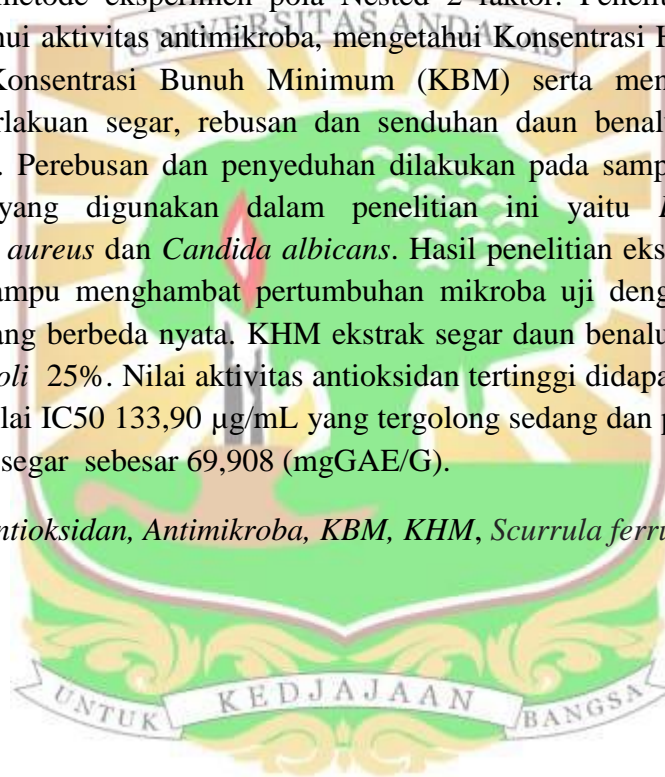 metode eksperimen pola Nested 2 faktor. Penelit
UNIVERSITAS ANDA
hui aktivitas antimikroba, mengetahui Konsentrasi
Konsentrasi Bunuh Minimum (KBM) serta men
rlakuan segar, rebusan dan senduhan daun benal
. Perebusan dan penyeduhan dilakukan pada samp
yang digunakan dalam penelitian ini yaitu
aureus dan Candida albicans. Hasil penelitian eks
ampu menghambat pertumbuhan mikroba uji deng
ang berbeda nyata. KHM ekstrak segar daun benalu
oli 25%. Nilai aktivitas antioksidan tertinggi didapa
lai IC50 133,90 µg/mL yang tergolong sedang dan p
segar sebesar 69,908 (mgGAE/G).
ntioksidan, Antimikroba, KBM, KHM, Scurrula ferru
UNTUK KEDJAJAAN BANGSA